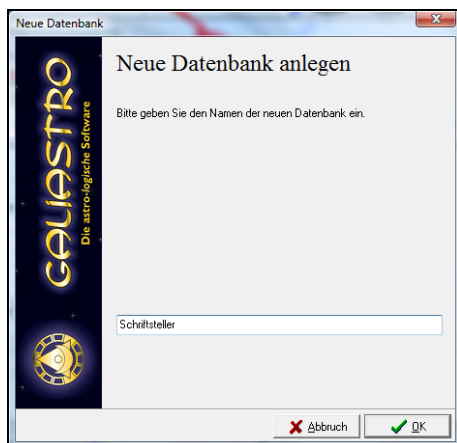 Neue Datenbank
Neue Datenbank anlegen
Bitte geben Sie den Namen der neuen Datenbank ein.
GALIASTRO
Die astro-logische Software
Schriftsteller
Abbruch
OK